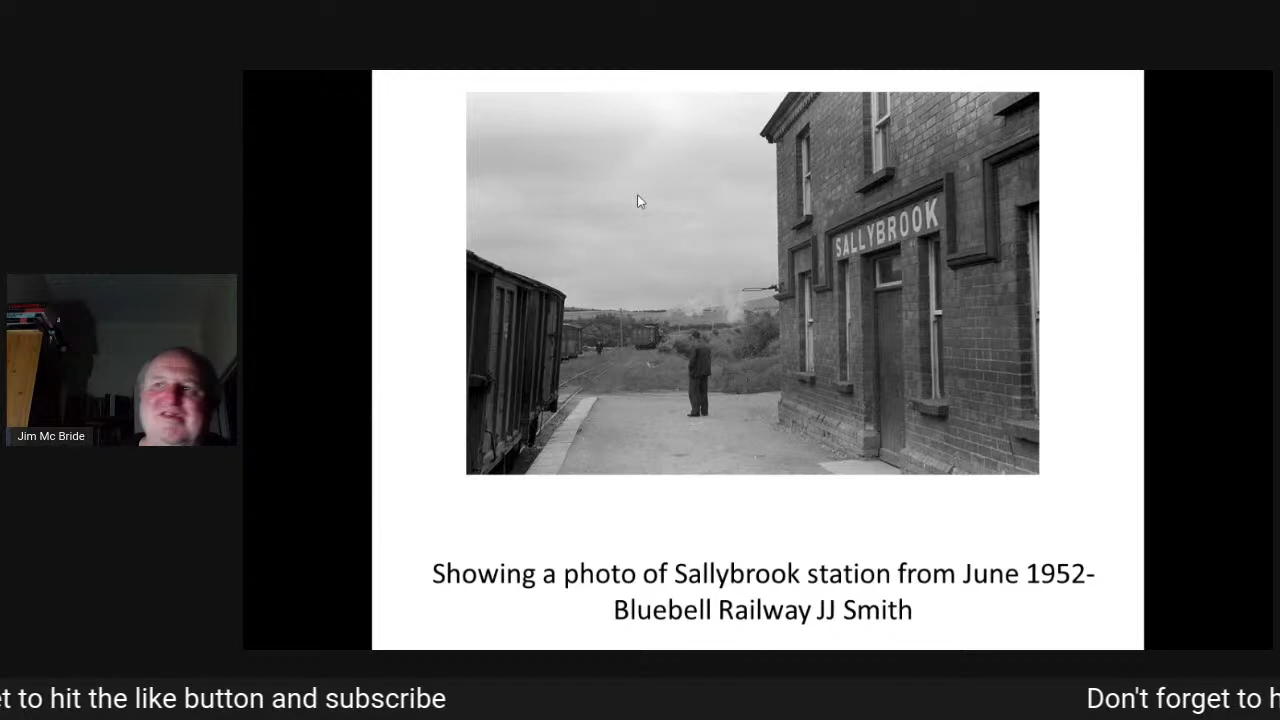 SALLYBROOK
Jim Mc Bride
Showing a photo of Sallybrook station from June 1952-
Bluebell Railway JJ Smith
et to hit the like button and subscribe
Don't forget to h